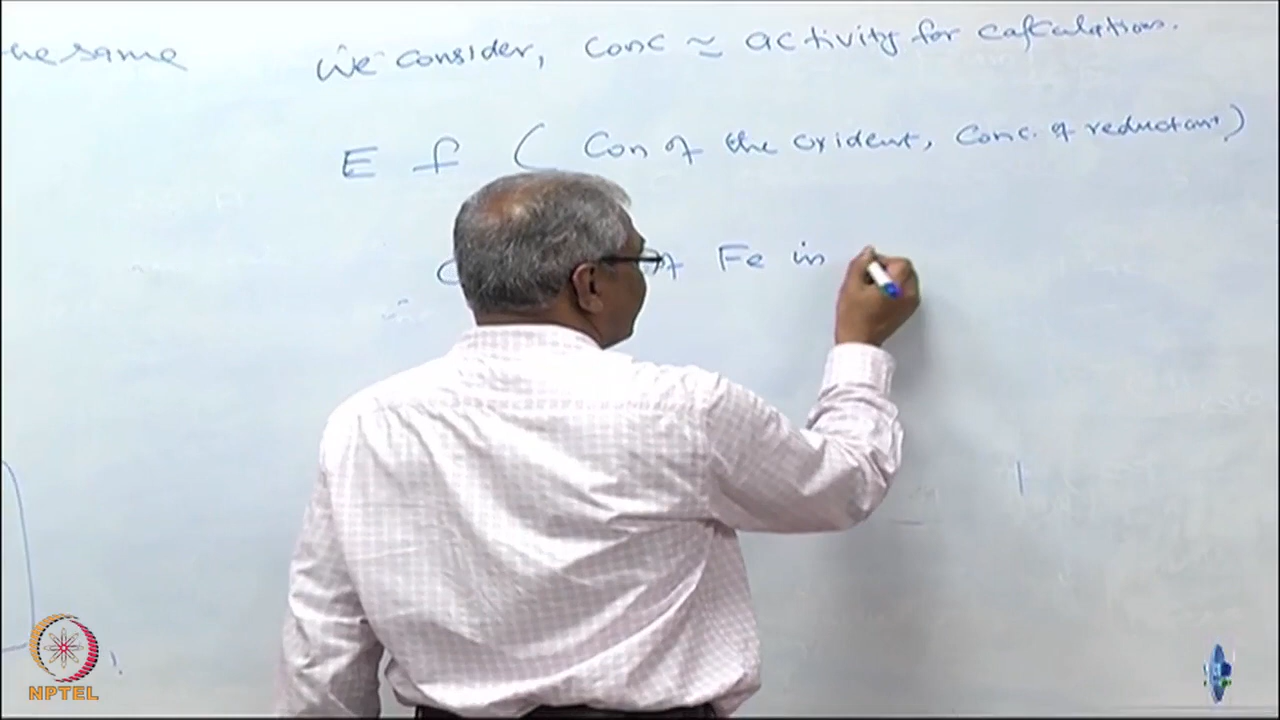 we consider, conc ≃ activity for calculations.
he same
E f ( Con of the oxident, conc. of reductant)
Fe in
NPTEL